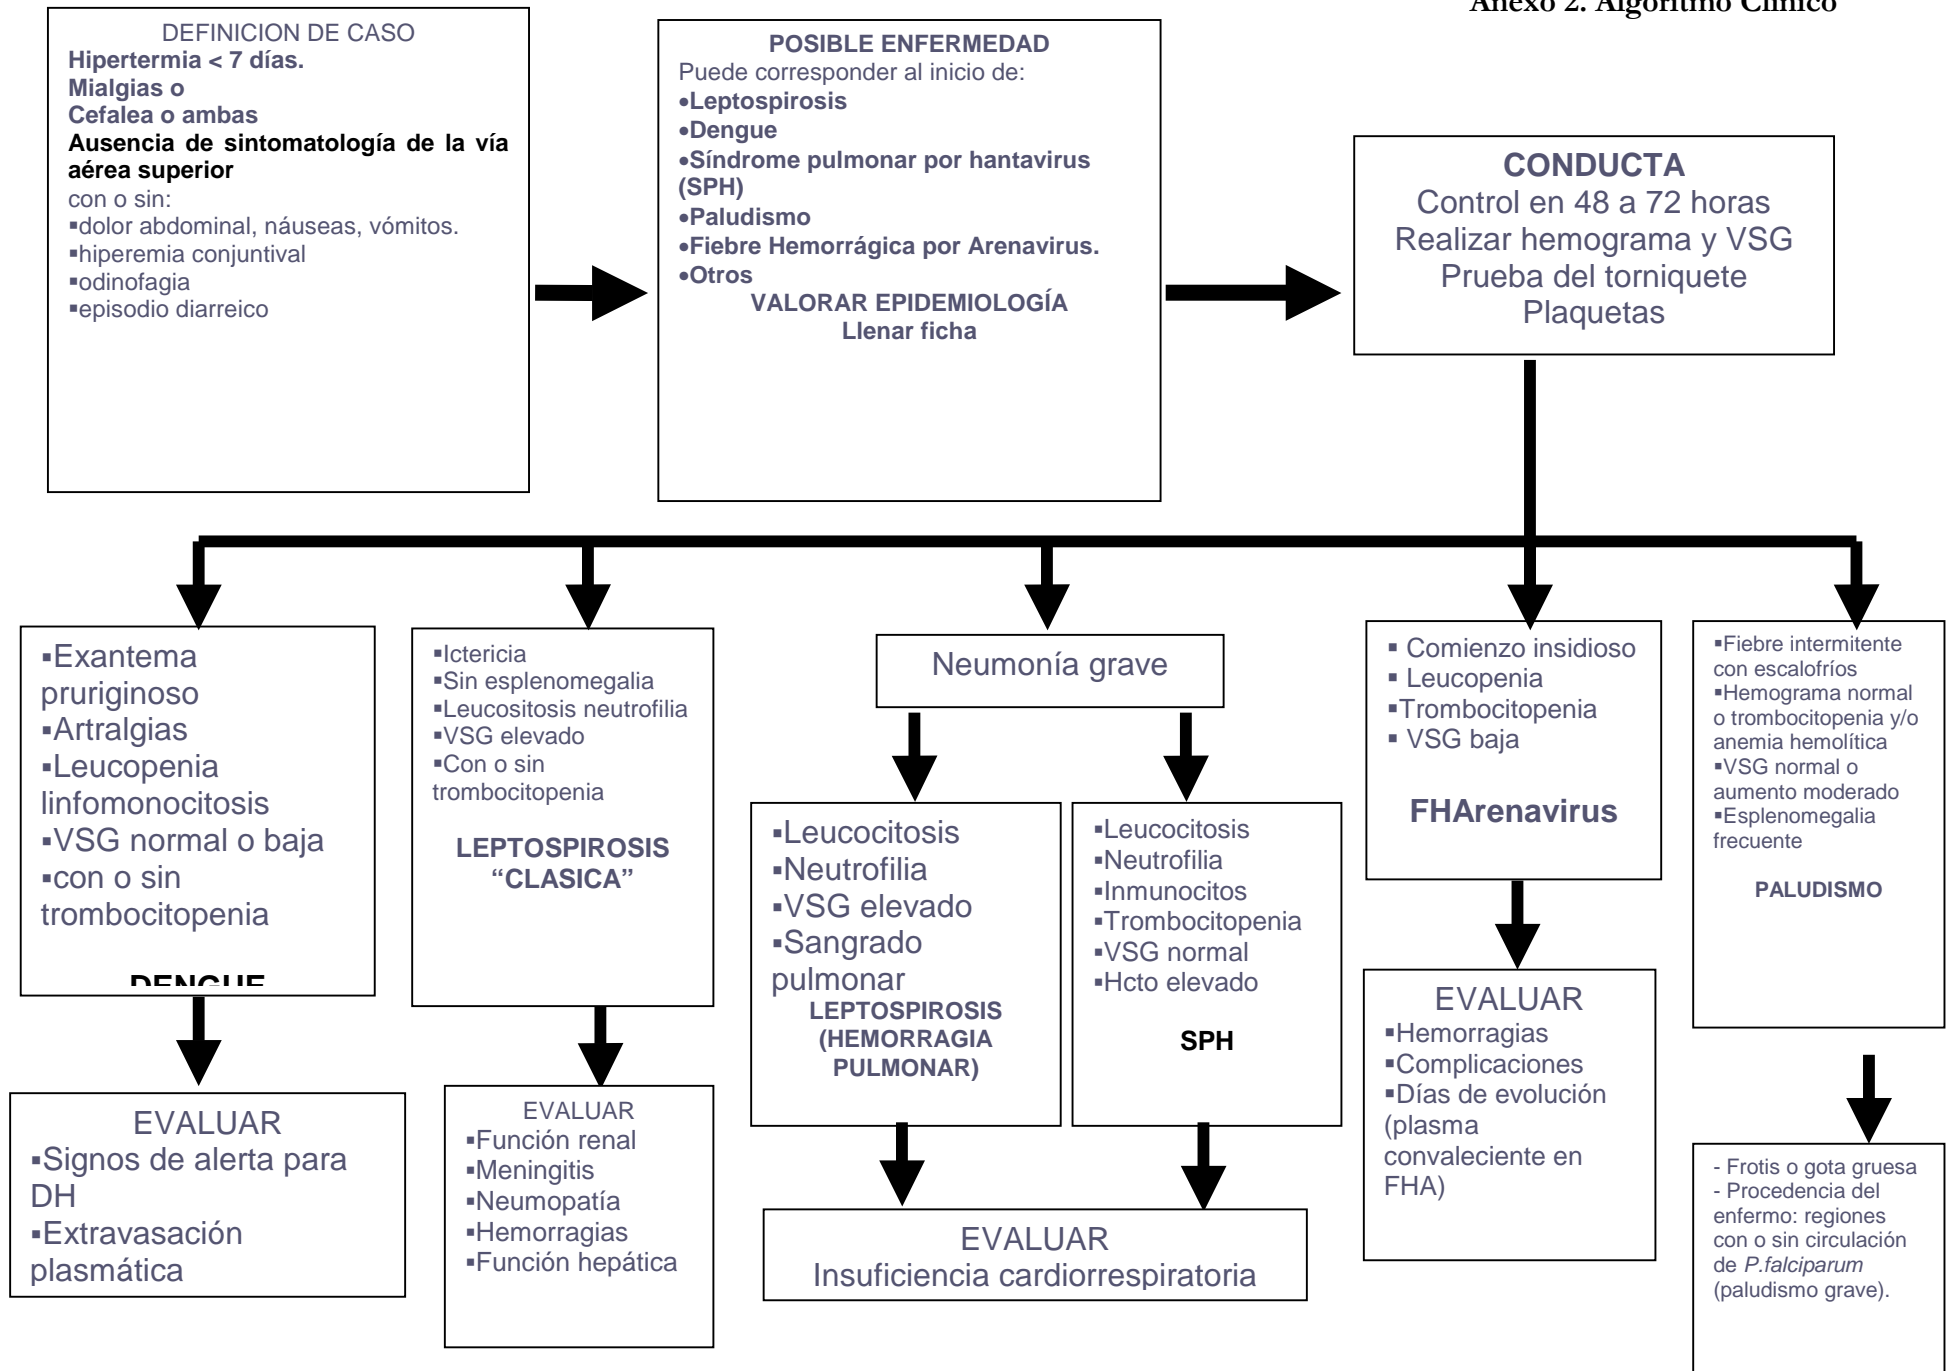 Anexo 2. Algoritmo Clínico
DEFINICION DE CASO
Hipertermia < 7 días.
Mialgias o
Cefalea o ambas
Ausencia de sintomatología de la vía
aérea superior
con o sin:
▪dolor abdominal, náuseas, vómitos.
▪hiperemia conjuntival
▪odinofagia
▪episodio diarreico
POSIBLE ENFERMEDAD
Puede corresponder al inicio de:
•Leptospirosis
•Dengue
•Síndrome pulmonar por hantavirus
(SPH)
•Paludismo
•Fiebre Hemorrágica por Arenavirus.
•Otros
VALORAR EPIDEMIOLOGÍA
Llenar ficha
CONDUCTA
Control en 48 a 72 horas
Realizar hemograma y VSG
Prueba del torniquete
Plaquetas
▪Exantema
pruriginoso
▪Artralgias
▪Leucopenia
linfomonocitosis
▪VSG normal o baja
▪con o sin
trombocitopenia
DENGUE
▪Ictericia
▪Sin esplenomegalia
▪Leucositosis neutrofilia
▪VSG elevado
▪Con o sin
trombocitopenia
LEPTOSPIROSIS
“CLASICA”
Neumonía grave
▪Leucocitosis
▪Neutrofilia
▪VSG elevado
▪Sangrado
pulmonar
LEPTOSPIROSIS
(HEMORRAGIA
PULMONAR)
▪Leucocitosis
▪Neutrofilia
▪Inmunocitos
▪Trombocitopenia
▪VSG normal
▪Hcto elevado
SPH
▪ Comienzo insidioso
▪ Leucopenia
▪Trombocitopenia
▪ VSG baja
FHArenavirus
▪Fiebre intermitente
con escalofríos
▪Hemograma normal
o trombocitopenia y/o
anemia hemolítica
▪VSG normal o
aumento moderado
▪Esplenomegalia
frecuente
PALUDISMO
EVALUAR
▪Signos de alerta para
DH
▪Extravasación
plasmática
EVALUAR
▪Función renal
▪Meningitis
▪Neumopatía
▪Hemorragias
▪Función hepática
EVALUAR
Insuficiencia cardiorrespiratoria
EVALUAR
▪Hemorragias
▪Complicaciones
▪Días de evolución
(plasma
convaleciente en
FHA)
- Frotis o gota gruesa
- Procedencia del
enfermo: regiones
con o sin circulación
de P.falciparum
(paludismo grave).